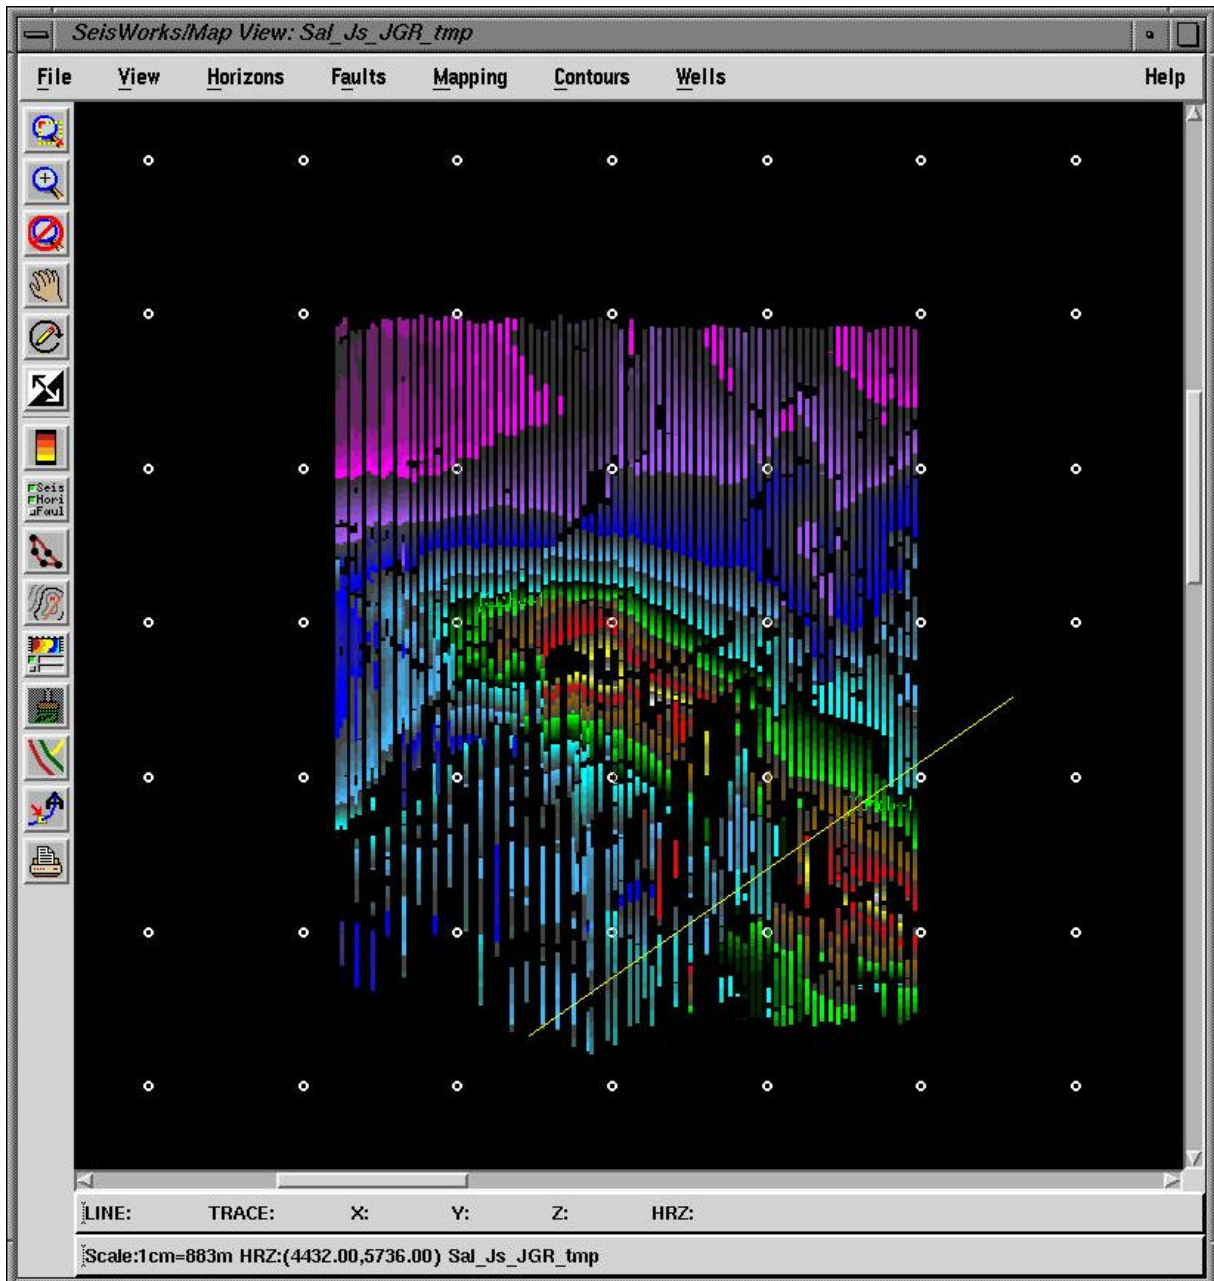 SeisWorks/Map View: Sal_Js_JGR_tmp
File View Horizons Faults Mapping Contours Wells Help
Seis
Hori
Faul
LINE: TRACE: X: Y: Z: HRZ:
Scale:1cm=883m HRZ:(4432.00,5736.00) Sal_Js_JGR_tmp